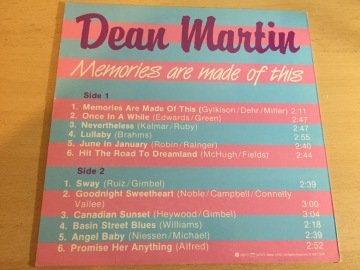 Dean Martin
Memories are made of this
Side 1
1. Memories Are Made Of This (Gylkison/Dehr/Miller) 2:11
2. Once In A While (Edwards/Green) 2:47
3. Nevertheless (Kalmar/Ruby) 2:47
4. Lullaby (Brahms) 2:55
5. June In January (Robin/Rainger) 2:40
6. Hit The Road To Dreamland (McHugh/Fields) 2:44
Side 2
1. Sway (Ruiz/Gimbel) 2:39
2. Goodnight Sweetheart (Noble/Campbell/Connelly
Vallee) 3:00
3. Canadian Sunset (Heywood/Gimbel) 3:04
4. Basin Street Blues (Williams) 2:18
5. Angel Baby (Niessen/Michael) 2:39
6. Promise Her Anything (Alfred) 2:52